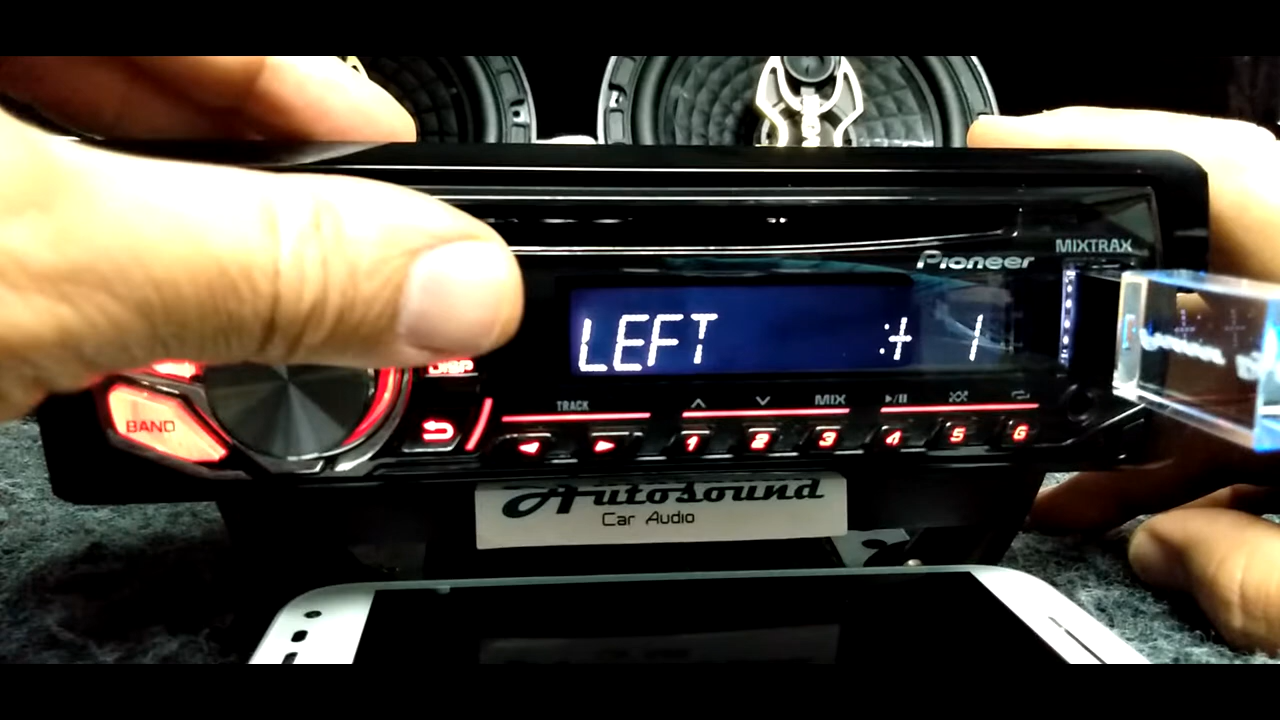 MIXTRAX
Pioneer
LEFT + 1
DISP
BAND
TRACK
MIX
1 2 3 4 5 6
Autosound
Car Audio